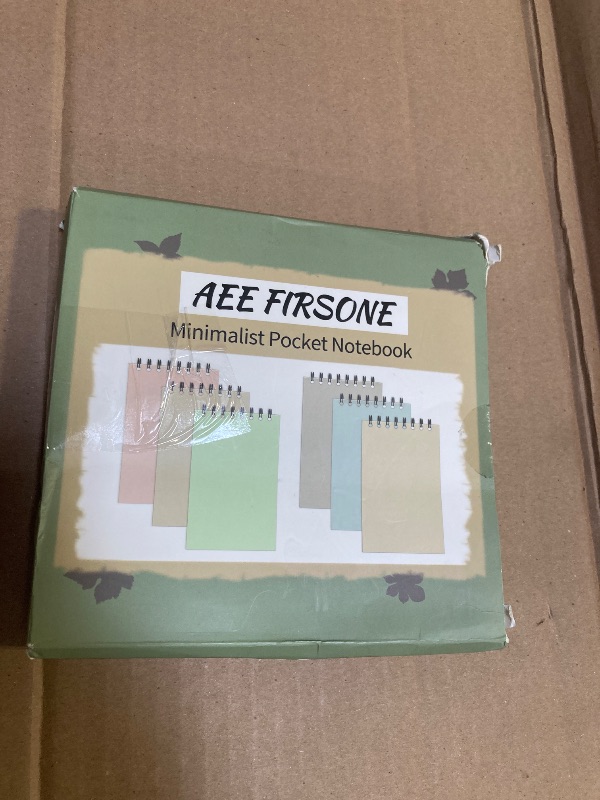 AEE FIRSONE
Minimalist Pocket Notebook